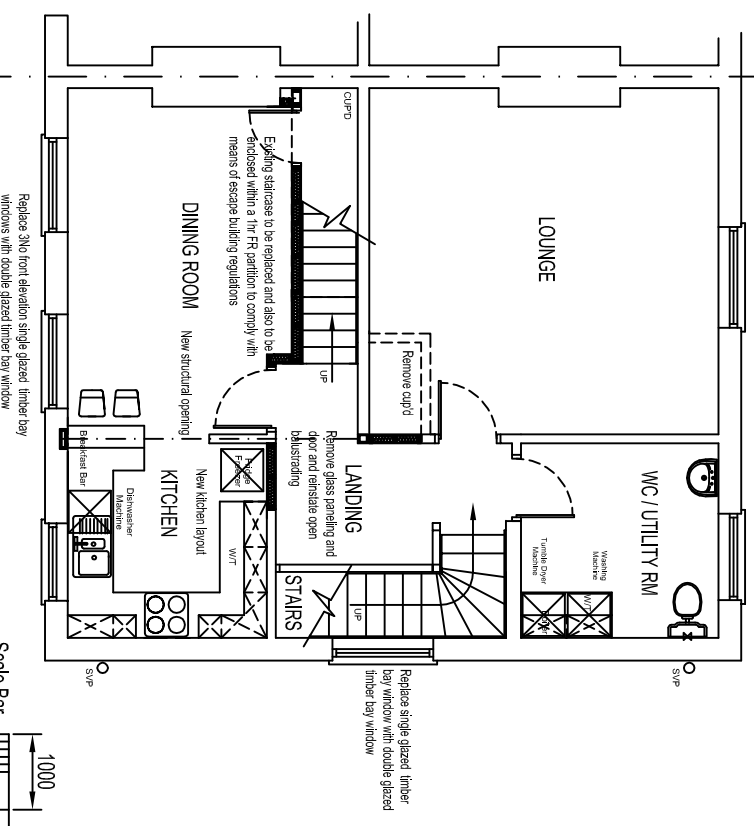 CUP'D
LOUNGE
Existing staircase to be replaced and also to be
enclosed within a 1hr FR partition to comply with
means of escape building regulations
DINING ROOM
New structural opening
UP
Remove cup'd
Remove glass paneling and
door and reinstate open
balustrading
LANDING
WC / UTILITY RM
Washing
Machine
Tumble Dryer
Machine
W/T
Boiler
Fridge
Freezer
New kitchen layout
KITCHEN
W/T
Breakfast Bar
Dishwasher
Machine
STAIRS
UP
SVP
SVP
Replace 3No front elevation single glazed timber bay
windows with double glazed timber bay window
Replace single glazed timber
bay window with double glazed
timber bay window
Scale Bar
1000